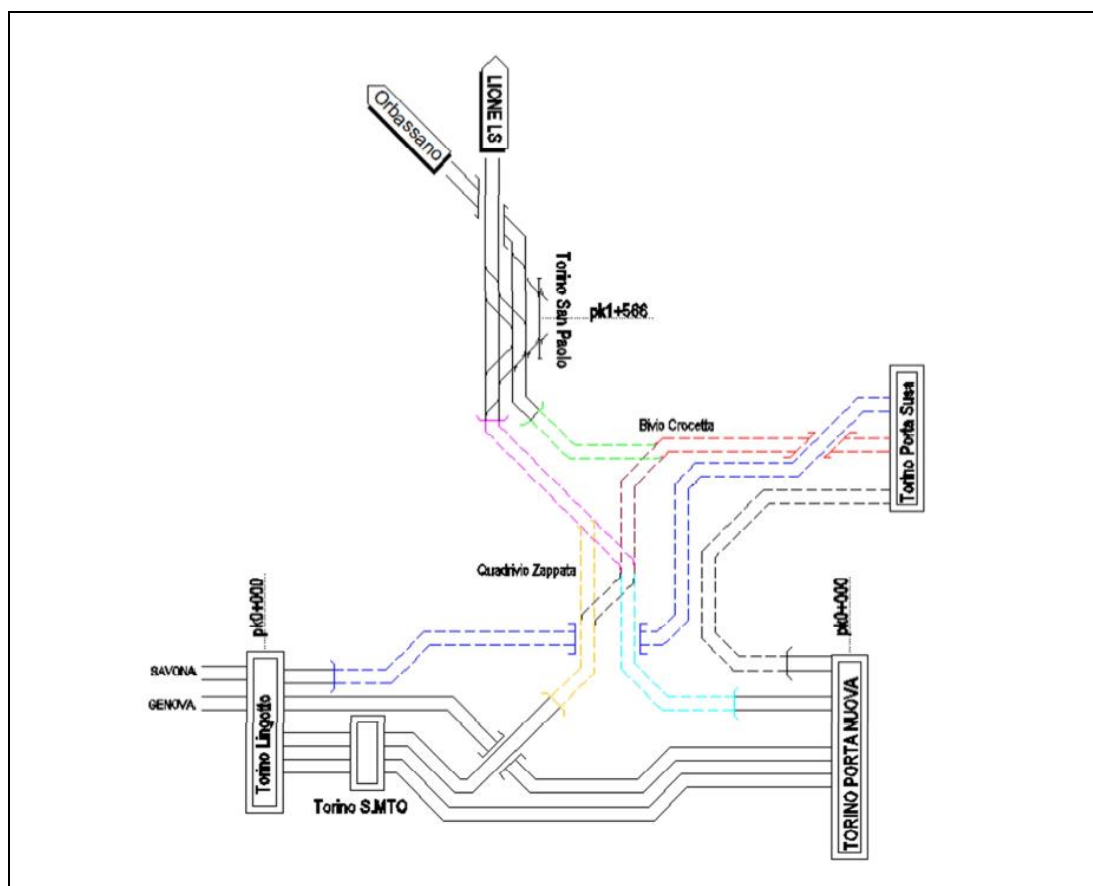 LIONE LS
Orbassano
Torino San Paolo
pk1+566
Bivio Crocetta
Torino Porta Susa
Quadrivio Zappata
pk0+000
pk0+000
SAVONA
GENOVA
Torino Lingotto
Torino S.MTO
TORINO PORTA NUOVA